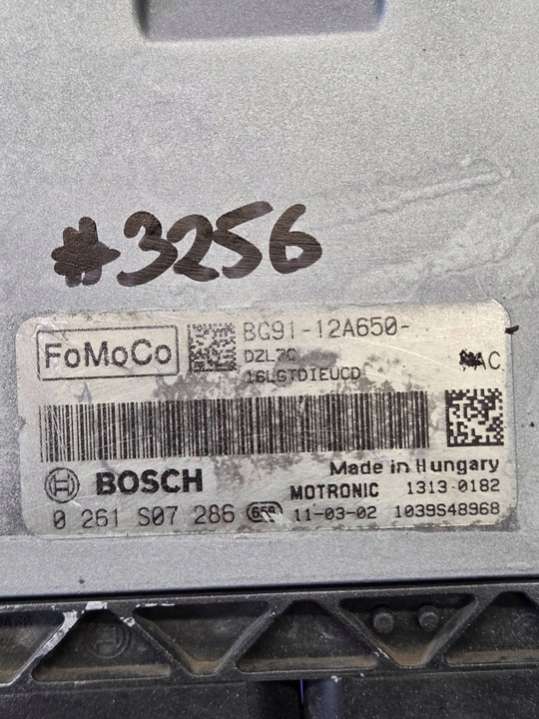 #3256
FoMoCo BG91-12A650-
DZL7C AC
16LGTDIEUCD
BOSCH Made in Hungary
MOTRONIC 1313 0182
0 261 S07 286 11-03-02 1039S48968